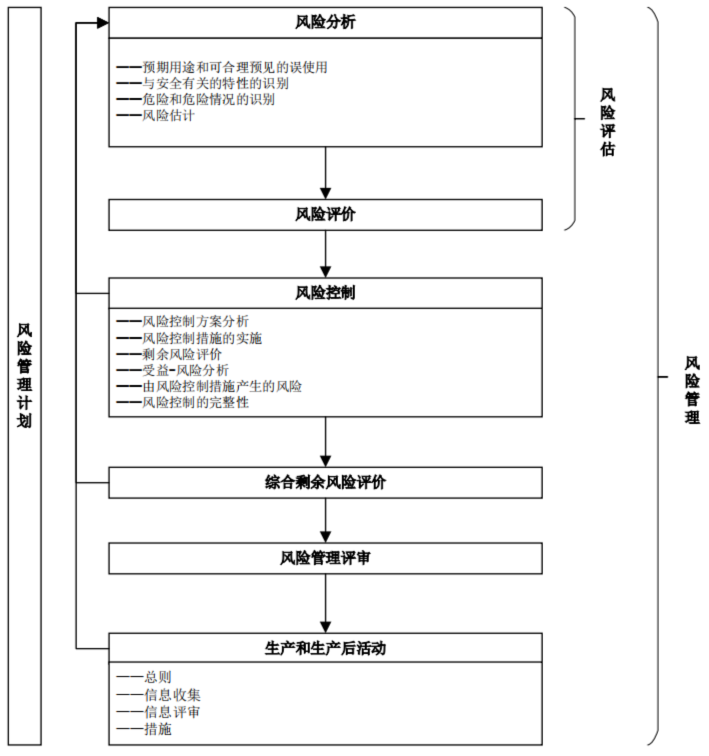 风险分析
——预期用途和可合理预见的误使用
——与安全有关的特性的识别
——危险和危险情况的识别
——风险估计
风险评价
风险评估
风险控制
——风险控制方案分析
——风险控制措施的实施
——剩余风险评价
——受益-风险分析
——由风险控制措施产生的风险
——风险控制的完整性
风险管理计划
风险管理
综合剩余风险评价
风险管理评审
生产和生产后活动
——总则
——信息收集
——信息评审
——措施